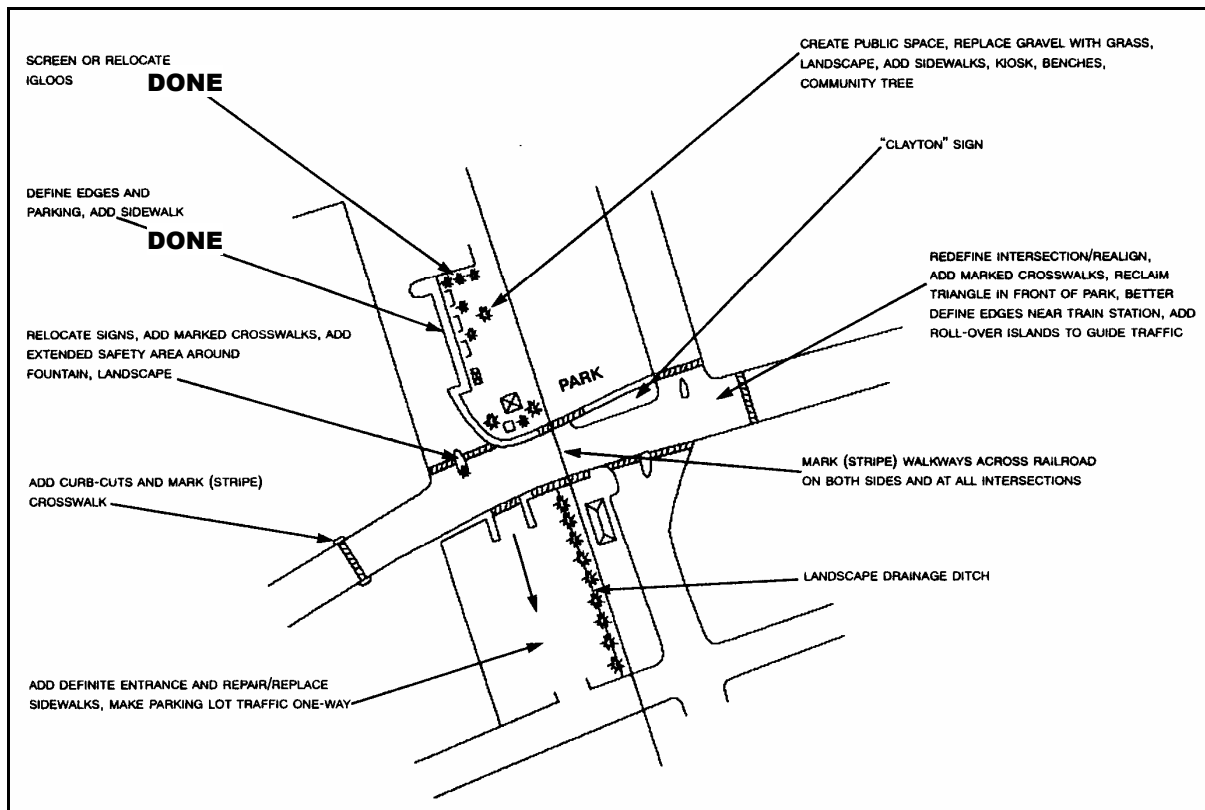 SCREEN OR RELOCATE
IGLOOS DONE
CREATE PUBLIC SPACE, REPLACE GRAVEL WITH GRASS,
LANDSCAPE, ADD SIDEWALKS, KIOSK, BENCHES,
COMMUNITY TREE
"CLAYTON" SIGN
DEFINE EDGES AND
PARKING, ADD SIDEWALK
DONE
REDEFINE INTERSECTION/REALIGN,
ADD MARKED CROSSWALKS, RECLAIM
TRIANGLE IN FRONT OF PARK, BETTER
DEFINE EDGES NEAR TRAIN STATION, ADD
ROLL-OVER ISLANDS TO GUIDE TRAFFIC
RELOCATE SIGNS, ADD MARKED CROSSWALKS, ADD
EXTENDED SAFETY AREA AROUND
FOUNTAIN, LANDSCAPE
PARK
ADD CURB-CUTS AND MARK (STRIPE)
CROSSWALK
MARK (STRIPE) WALKWAYS ACROSS RAILROAD
ON BOTH SIDES AND AT ALL INTERSECTIONS
LANDSCAPE DRAINAGE DITCH
ADD DEFINITE ENTRANCE AND REPAIR/REPLACE
SIDEWALKS, MAKE PARKING LOT TRAFFIC ONE-WAY